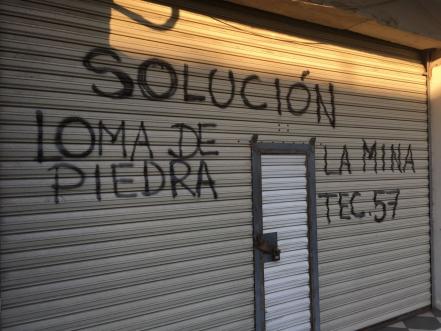 SOLUCIÓN
LOMA DE
PIEDRA
LA MINA
TEC. 57